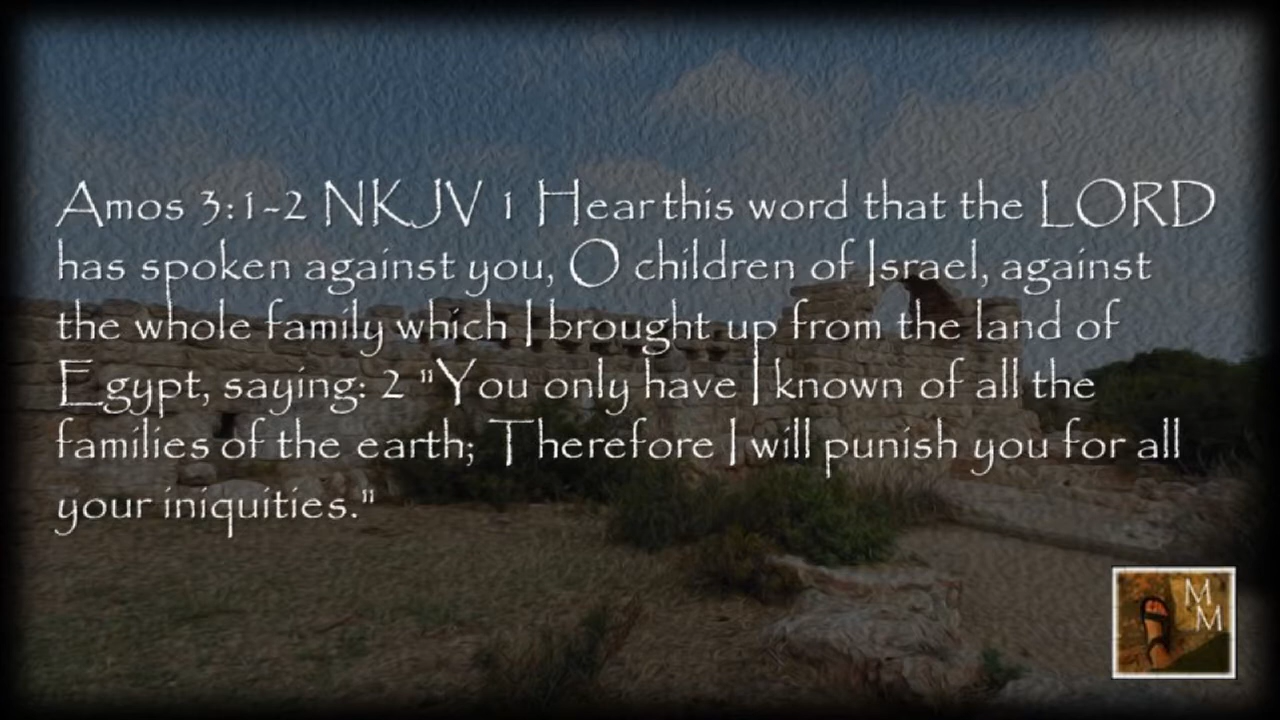 Amos 3:1-2 NKJV 1 Hear this word that the LORD
has spoken against you, O children of Israel, against
the whole family which I brought up from the land of
Egypt, saying: 2 "You only have I known of all the
families of the earth; Therefore I will punish you for all
your iniquities."
M
M